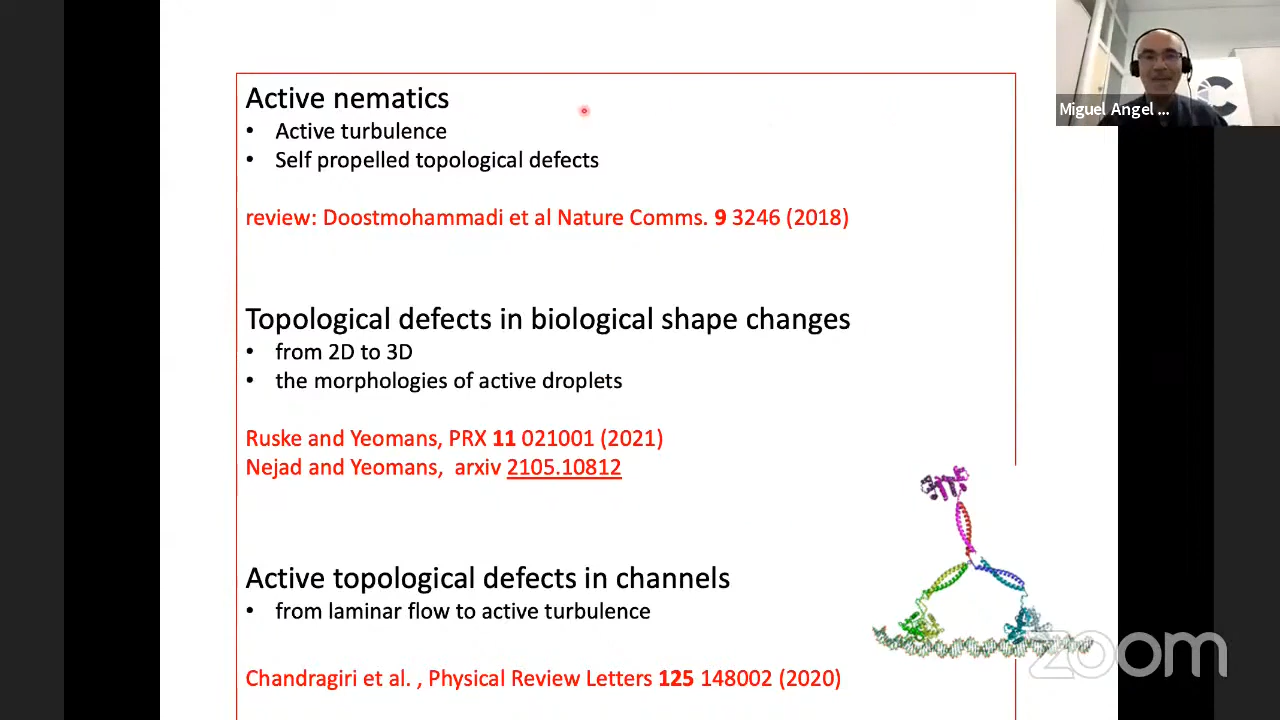 Active nematics
• Active turbulence
• Self propelled topological defects
review: Doostmohammadi et al Nature Comms. 9 3246 (2018)
Topological defects in biological shape changes
• from 2D to 3D
• the morphologies of active droplets
Ruske and Yeomans, PRX 11 021001 (2021)
Nejad and Yeomans, arxiv 2105.10812
Active topological defects in channels
• from laminar flow to active turbulence
Chandragiri et al. , Physical Review Letters 125 148002 (2020)
Miguel Angel ...
C
zoom